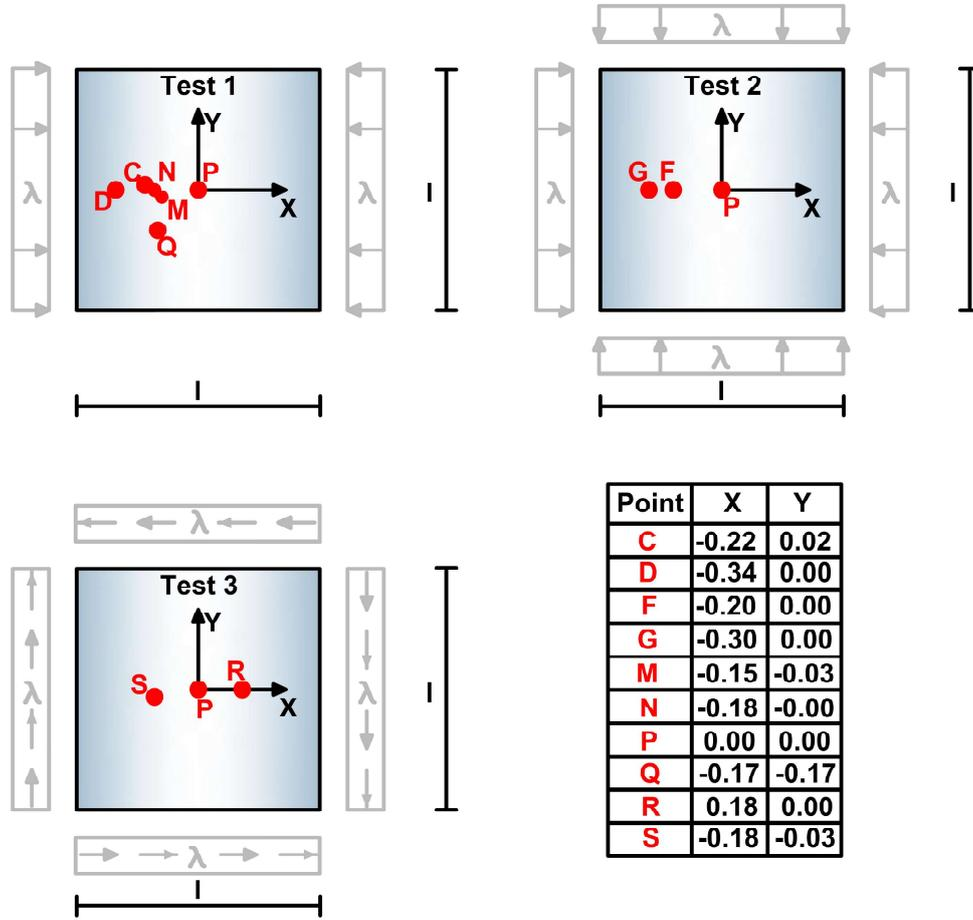 λ
Test 1
Y
C N P
D
M
X
Q
λ
λ
l
l
λ
Test 2
Y
G F
P
X
λ
λ
l
λ
l
λ
Test 3
Y
S
R
P
X
λ
λ
l
λ
l
Point X Y
C -0.22 0.02
D -0.34 0.00
F -0.20 0.00
G -0.30 0.00
M -0.15 -0.03
N -0.18 -0.00
P 0.00 0.00
Q -0.17 -0.17
R 0.18 0.00
S -0.18 -0.03